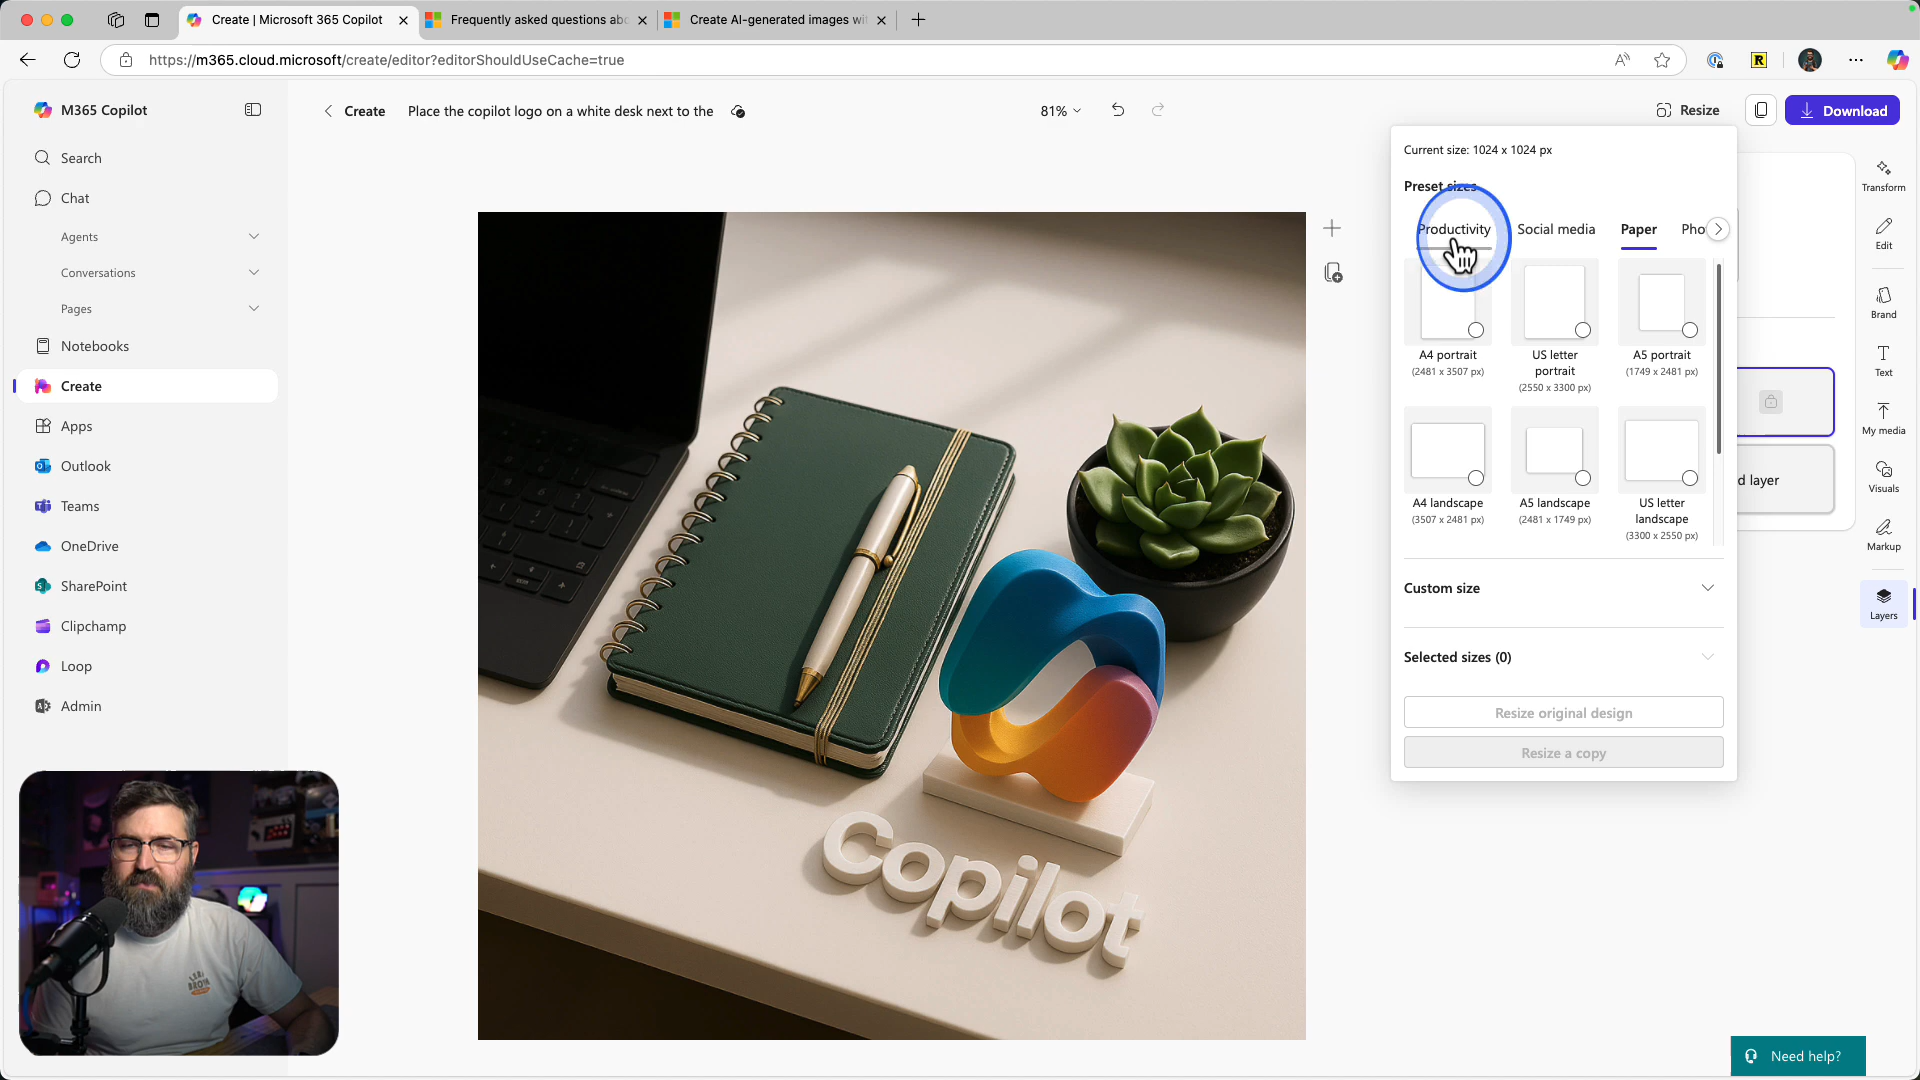 Create | Microsoft 365 Copilot
Frequently asked questions abo
Create AI-generated images wit
https://m365.cloud.microsoft/create/editor?editorShouldUseCache=true
M365 Copilot
Search
Chat
Agents
Conversations
Pages
Notebooks
Create
Apps
Outlook
Teams
OneDrive
SharePoint
Clipchamp
Loop
Admin
Create
Place the copilot logo on a white desk next to the
81%
Resize
Download
Current size: 1024 x 1024 px
Preset sizes
Productivity
Social media
Paper
Pho
A4 portrait
(2481 x 3507 px)
US letter
portrait
(2550 x 3300 px)
A5 portrait
(1749 x 2481 px)
A4 landscape
(3507 x 2481 px)
A5 landscape
(2481 x 1749 px)
US letter
landscape
(3300 x 2550 px)
Custom size
Selected sizes (0)
Resize original design
Resize a copy
d layer
Transform
Edit
Brand
Text
My media
Visuals
Markup
Layers
Copilot
Need help?